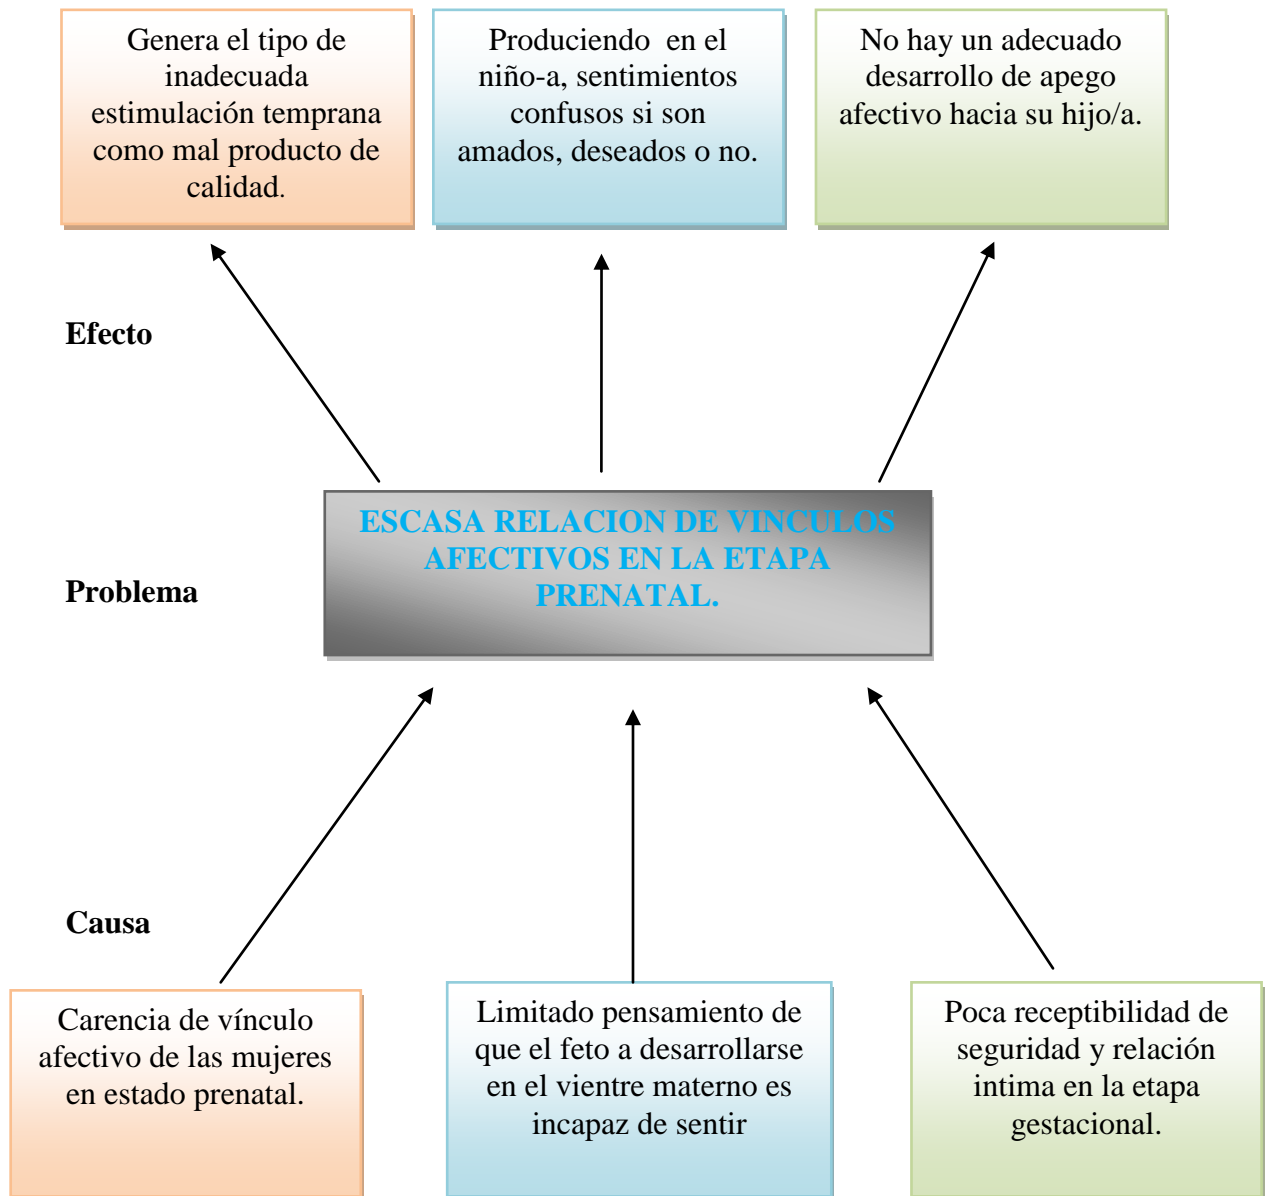 Genera el tipo de
inadecuada
estimulación temprana
como mal producto de
calidad.
Produciendo en el
niño-a, sentimientos
confusos si son
amados, deseados o no.
No hay un adecuado
desarrollo de apego
afectivo hacia su hijo/a.
Efecto
ESCASA RELACION DE VINCULOS
AFECTIVOS EN LA ETAPA
PRENATAL.
Problema
Causa
Carencia de vínculo
afectivo de las mujeres
en estado prenatal.
Limitado pensamiento de
que el feto a desarrollarse
en el vientre materno es
incapaz de sentir
Poca receptibilidad de
seguridad y relación
intima en la etapa
gestacional.